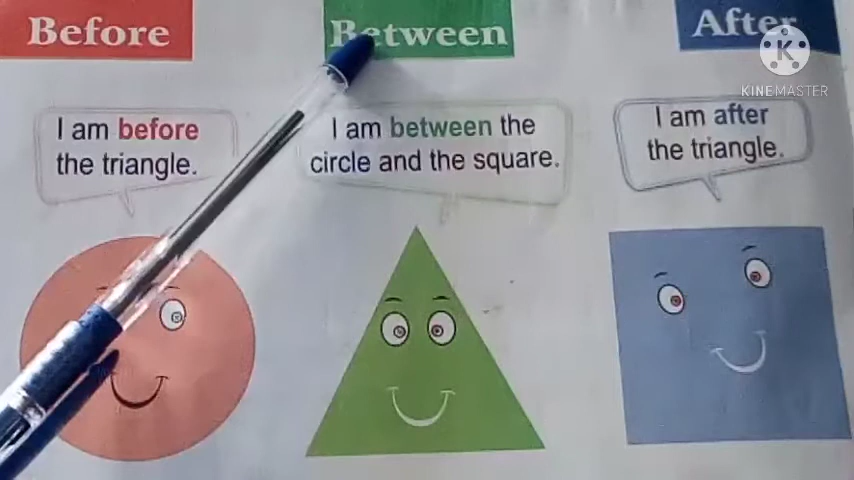 Before
Between
After
K
KINEMASTER
I am before
the triangle.
I am between the
circle and the square.
I am after
the triangle.